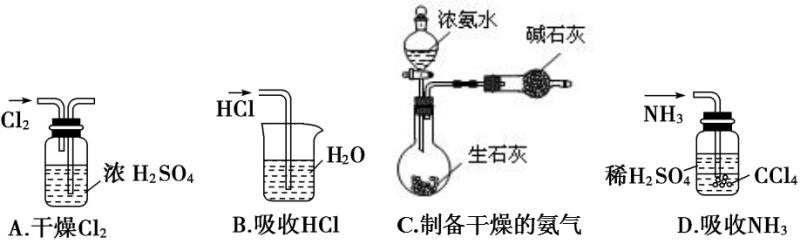 Cl₂
浓 H₂SO₄
A.干燥Cl₂
HCl
H₂O
B.吸收HCl
浓氨水
碱石灰
生石灰
C.制备干燥的氨气
NH₃
稀H₂SO₄
CCl₄
D.吸收NH₃